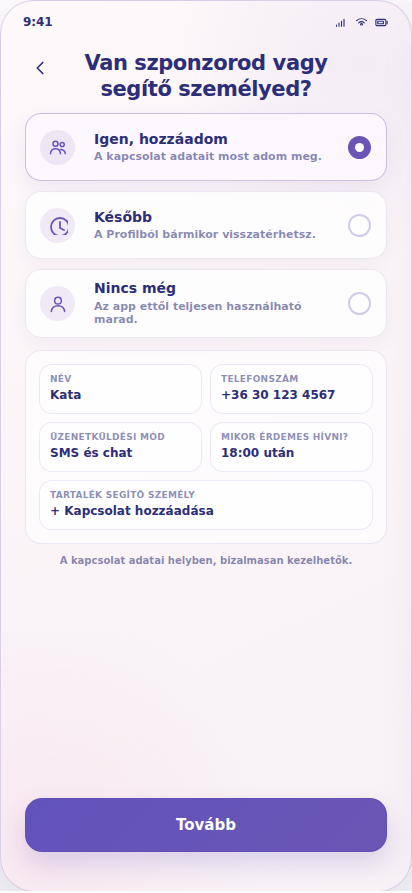 9:41
Van szponzorod vagy
segítő személyed?
Igen, hozzáadom
A kapcsolat adatait most adom meg.
Később
A Profilból bármikor visszatérhetsz.
Nincs még
Az app ettől teljesen használható
marad.
NÉV
Kata
TELEFONSZÁM
+36 30 123 4567
ÜZENETKÜLDÉSI MÓD
SMS és chat
MIKOR ÉRDEMES HÍVNI?
18:00 után
TARTALÉK SEGÍTŐ SZEMÉLY
+ Kapcsolat hozzáadása
A kapcsolat adatai helyben, bizalmasan kezelhetők.
Tovább